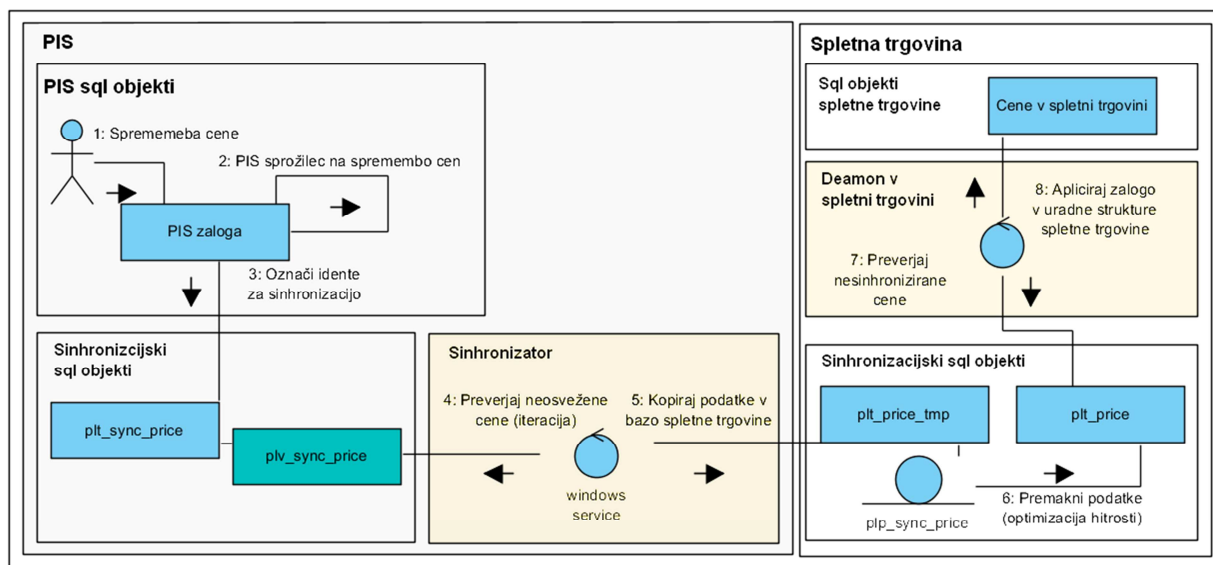 PIS
PIS sql objekti
1: Sprememeba cene
2: PIS sprožilec na spremembo cen
PIS zaloga
3: Označi idente
za sinhronizacijo
Sinhronizcijski
sql objekti
plt_sync_price
plv_sync_price
Sinhronizator
4: Preverjaj neosvežene
cene (iteracija)
5: Kopiraj podatke v
bazo spletne trgovine
windows
service
Spletna trgovina
Sql objekti
spletne trgovine
Cene v spletni trgovini
Deamon v
spletni trgovini
8: Apliciraj zalogo
v uradne strukture
spletne trgovine
7: Preverjaj
nesinhronizirane
cene
Sinhronizacijski sql objekti
plt_price_tmp
plt_price
plp_sync_price
6: Premakni podatke
(optimizacija hitrosti)